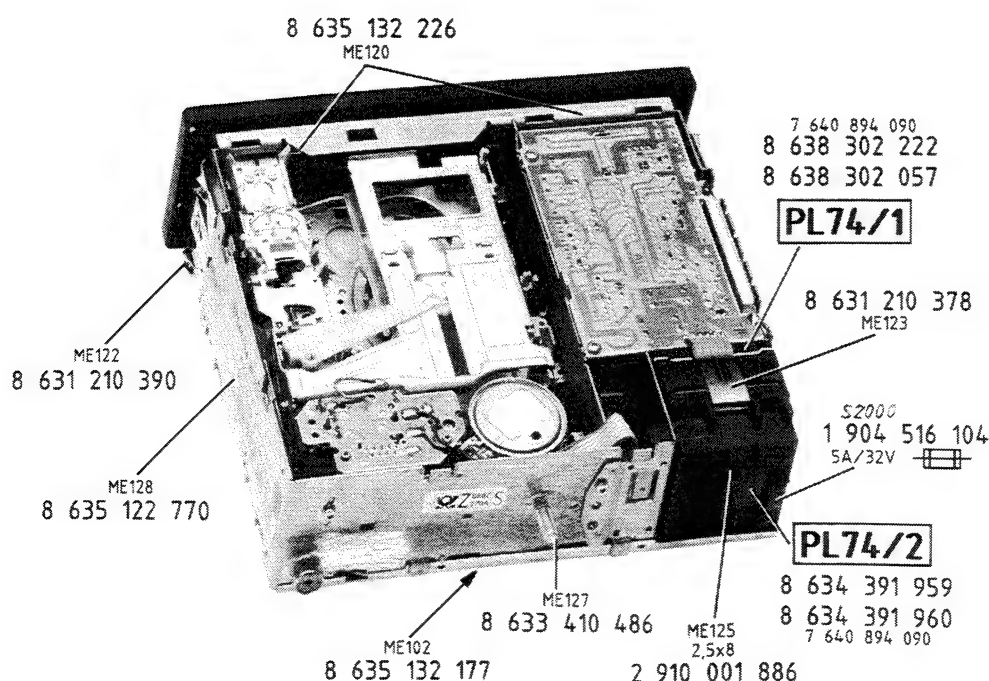 8 635 132 226
ME120
7 640 894 090
8 638 302 222
8 638 302 057
PL74/1
8 631 210 378
ME123
ME122
8 631 210 390
S2000
1 904 516 104
5A/32V
ME128
8 635 122 770
Z S
PL74/2
8 634 391 959
8 634 391 960
7 640 894 090
ME127
8 633 410 486
ME125
2,5x8
2 910 001 886
ME102
8 635 132 177